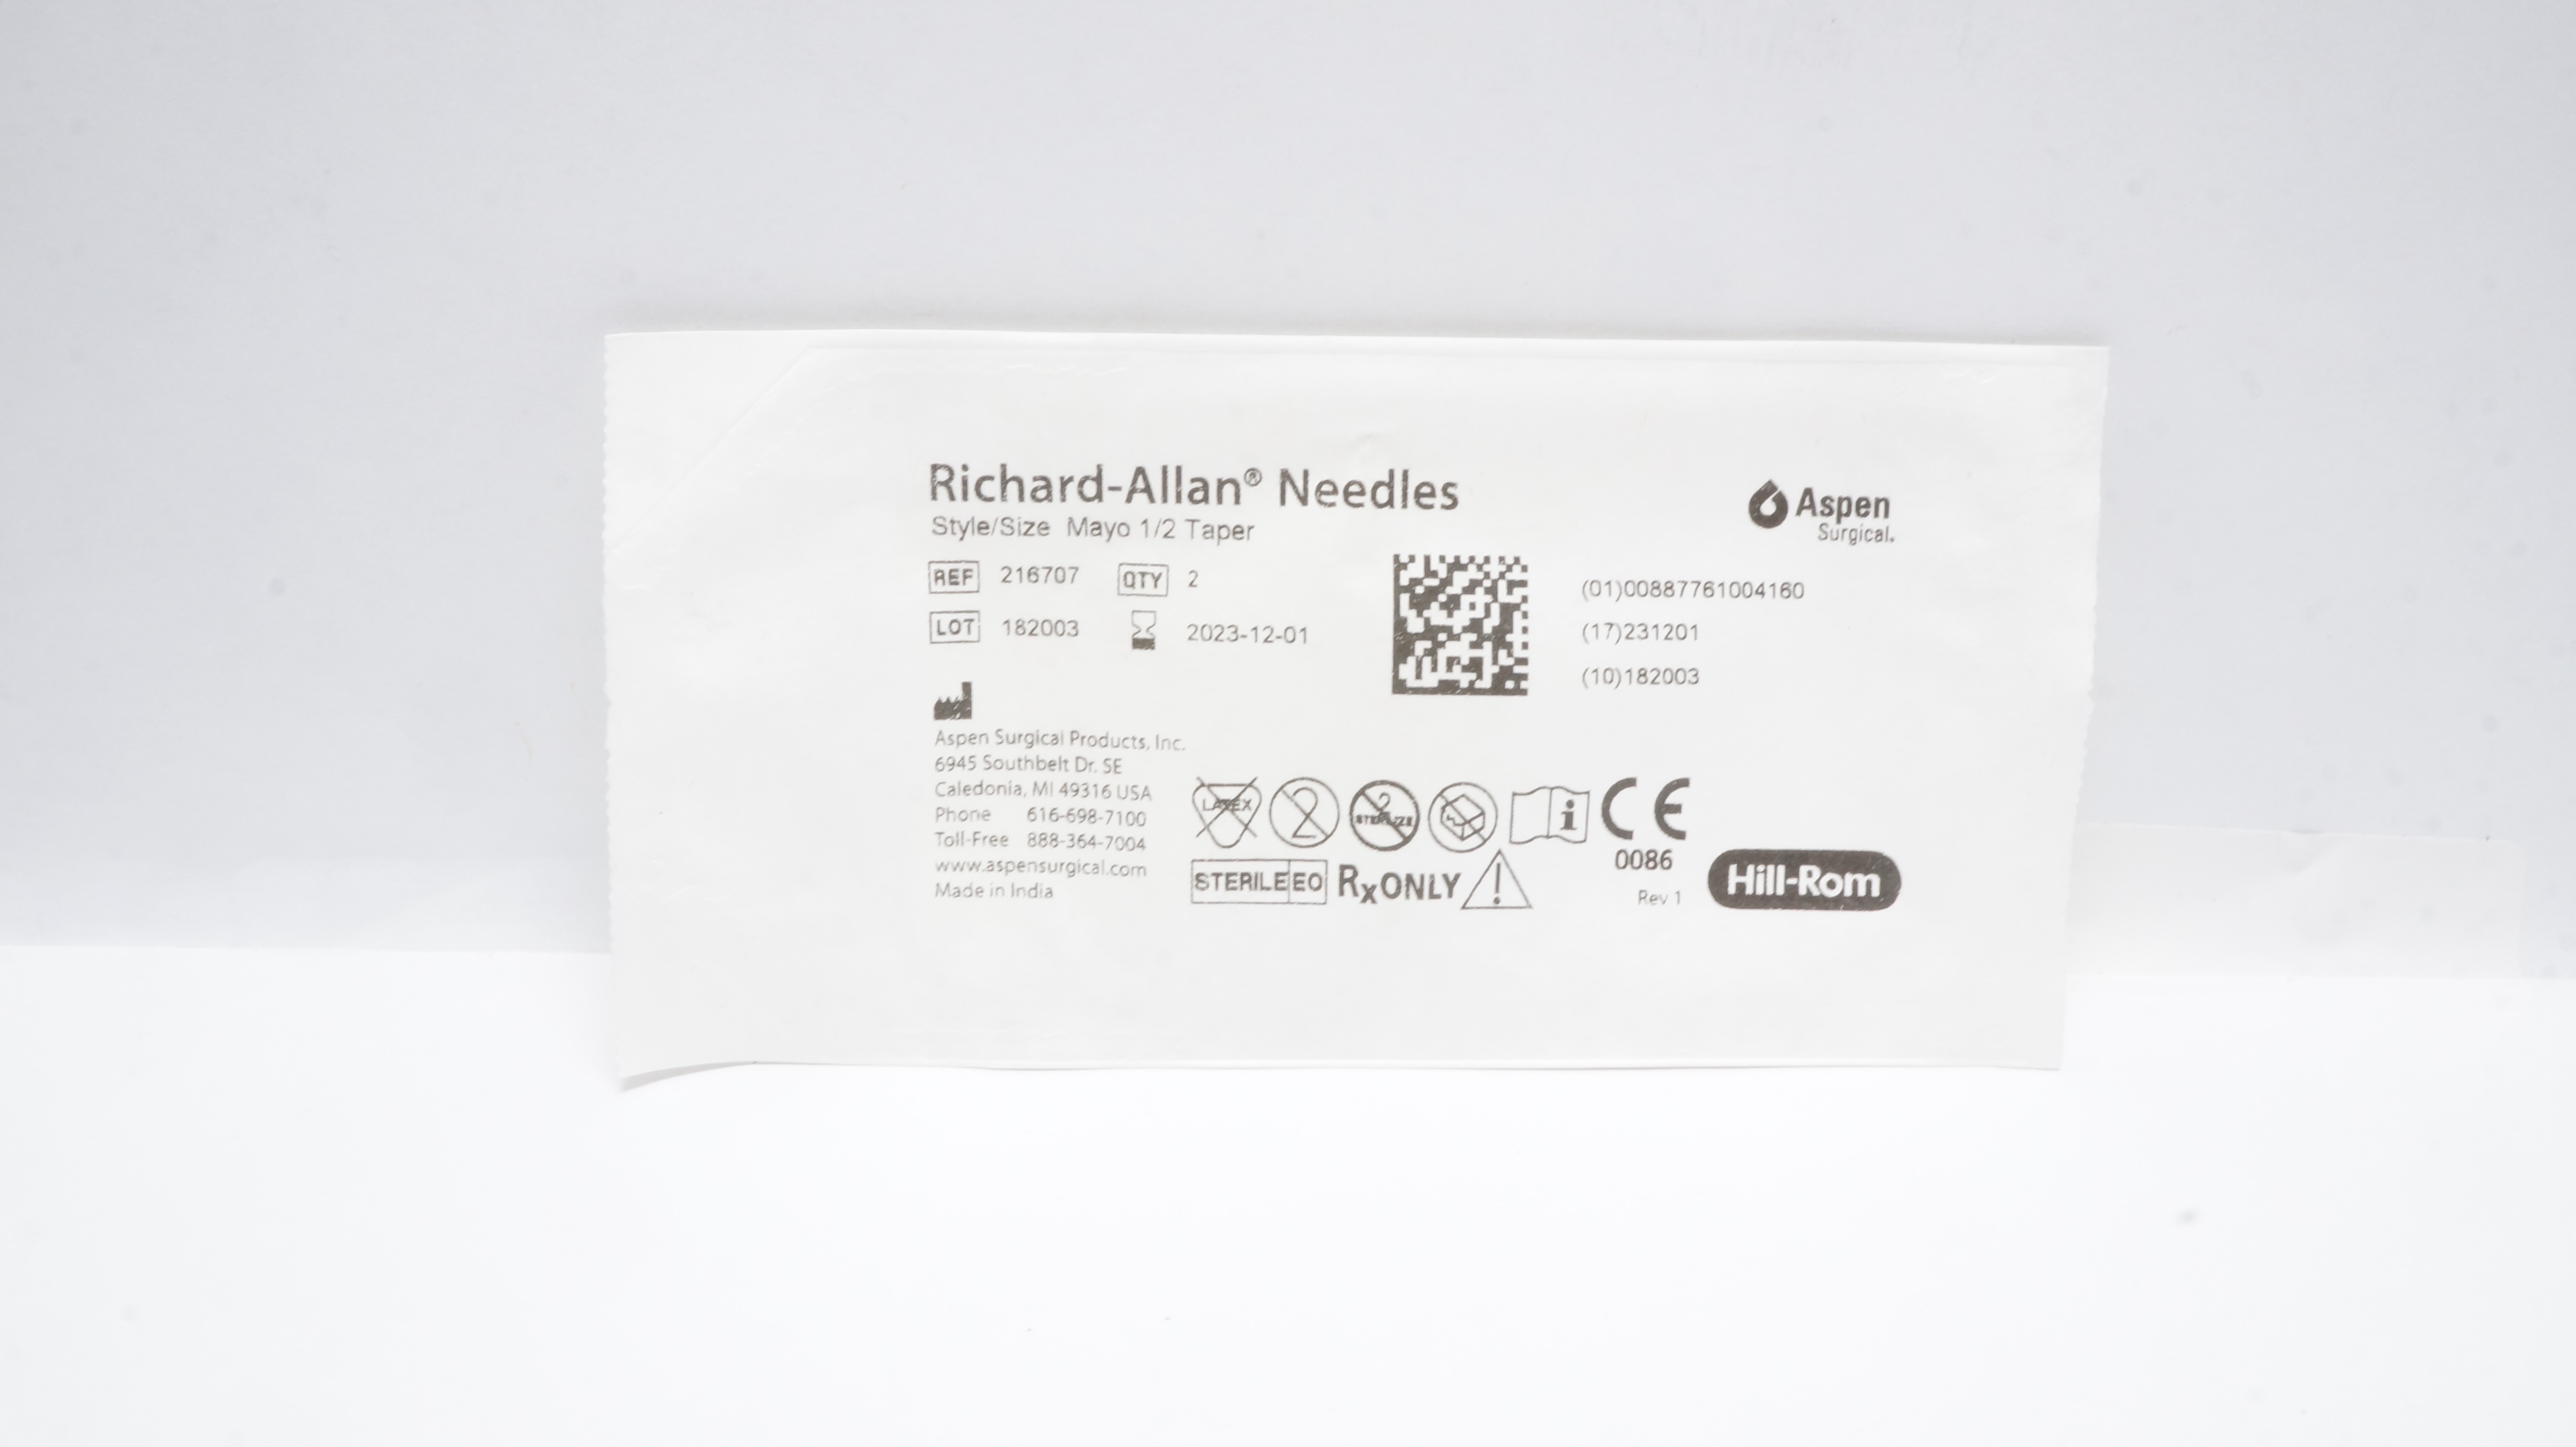 Richard-Allan® Needles
Style/Size Mayo 1/2 Taper
Aspen
Surgical.
REF 216707 QTY 2
LOT 182003 2023-12-01
(01)00887761004160
(17)231201
(10)182003
Aspen Surgical Products, Inc.
6945 Southbelt Dr. SE
Caledonia, MI 49316 USA
Phone 616-698-7100
Toll-Free 888-364-7004
www.aspensurgical.com
Made in India
LATEX 2 2 STERILIZE i CE
0086
STERILE EO Rx ONLY !
Rev 1
Hill-Rom